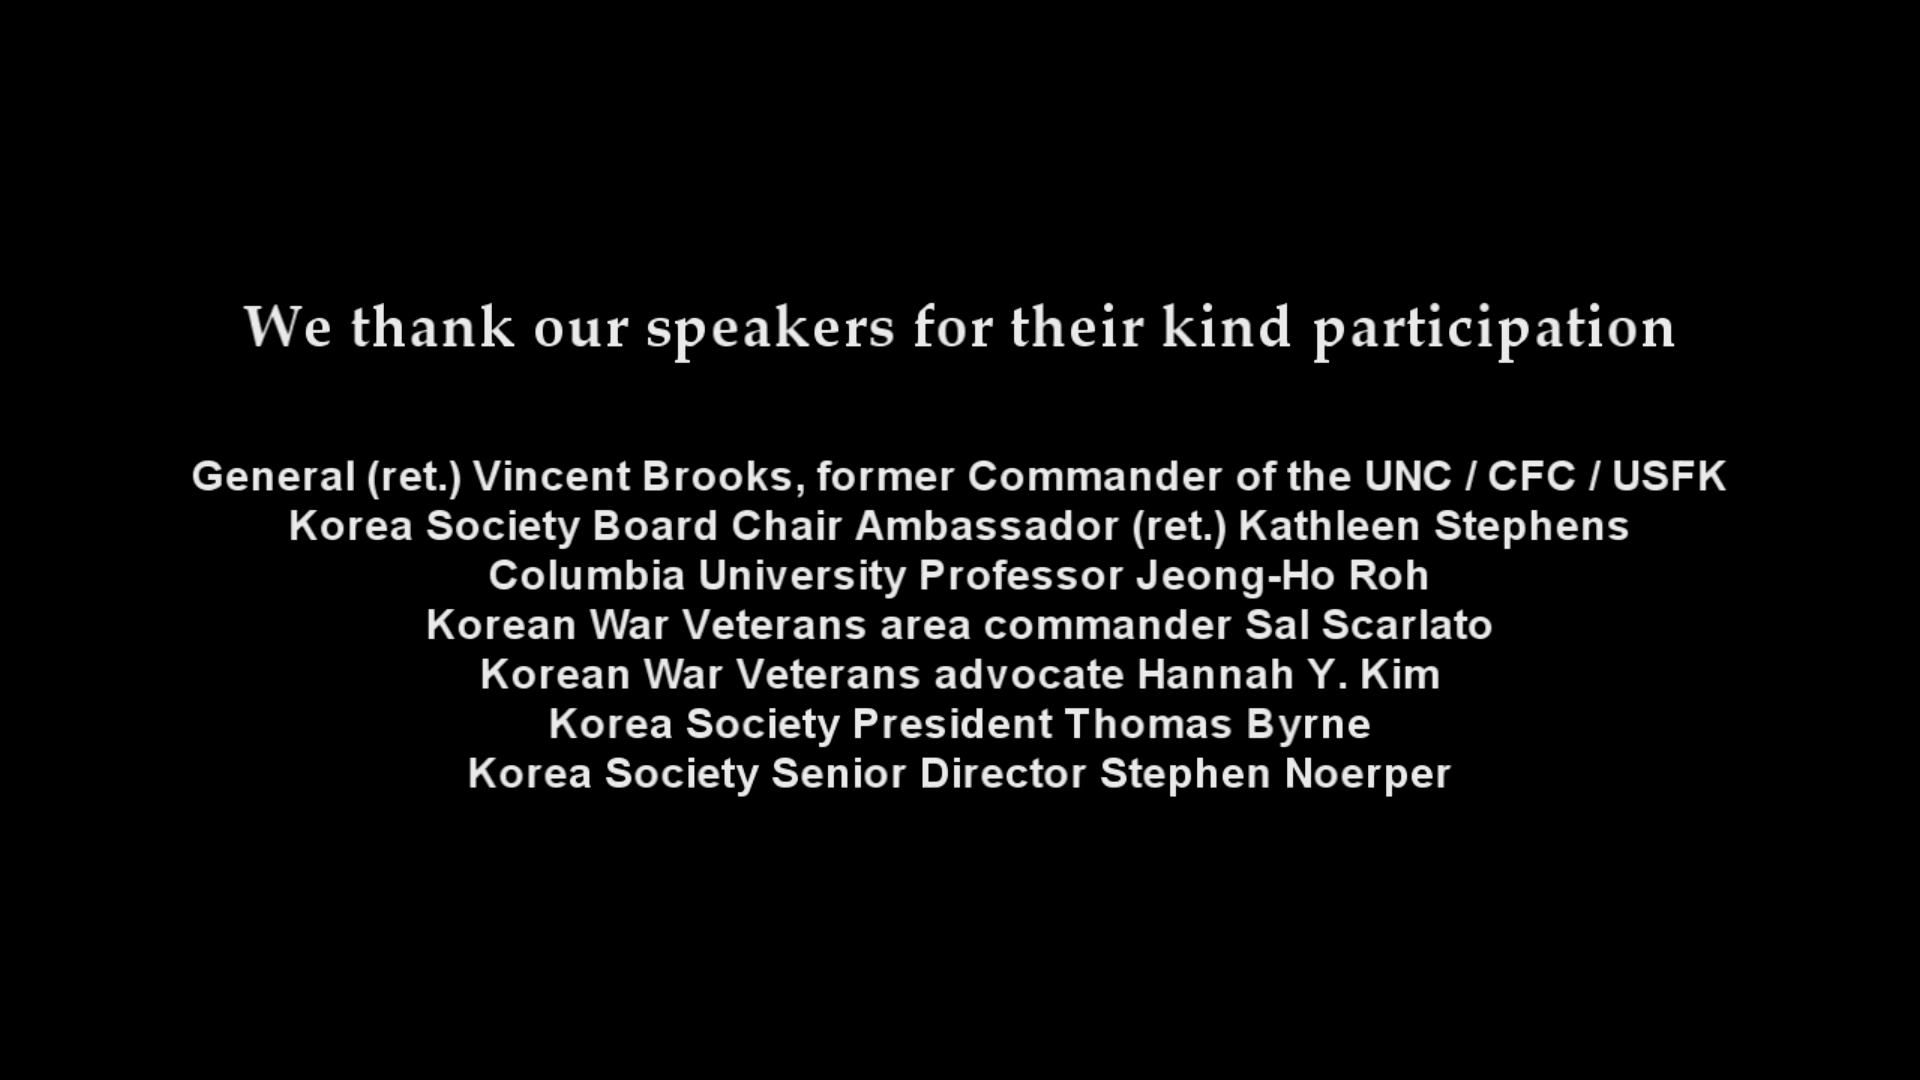 We thank our speakers for their kind participation
General (ret.) Vincent Brooks, former Commander of the UNC / CFC / USFK
Korea Society Board Chair Ambassador (ret.) Kathleen Stephens
Columbia University Professor Jeong-Ho Roh
Korean War Veterans area commander Sal Scarlato
Korean War Veterans advocate Hannah Y. Kim
Korea Society President Thomas Byrne
Korea Society Senior Director Stephen Noerper